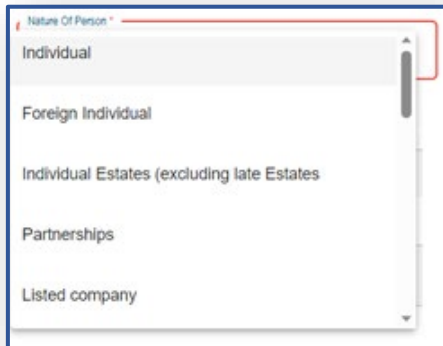 Nature Of Person *
Individual
Foreign Individual
Individual Estates (excluding late Estates
Partnerships
Listed company